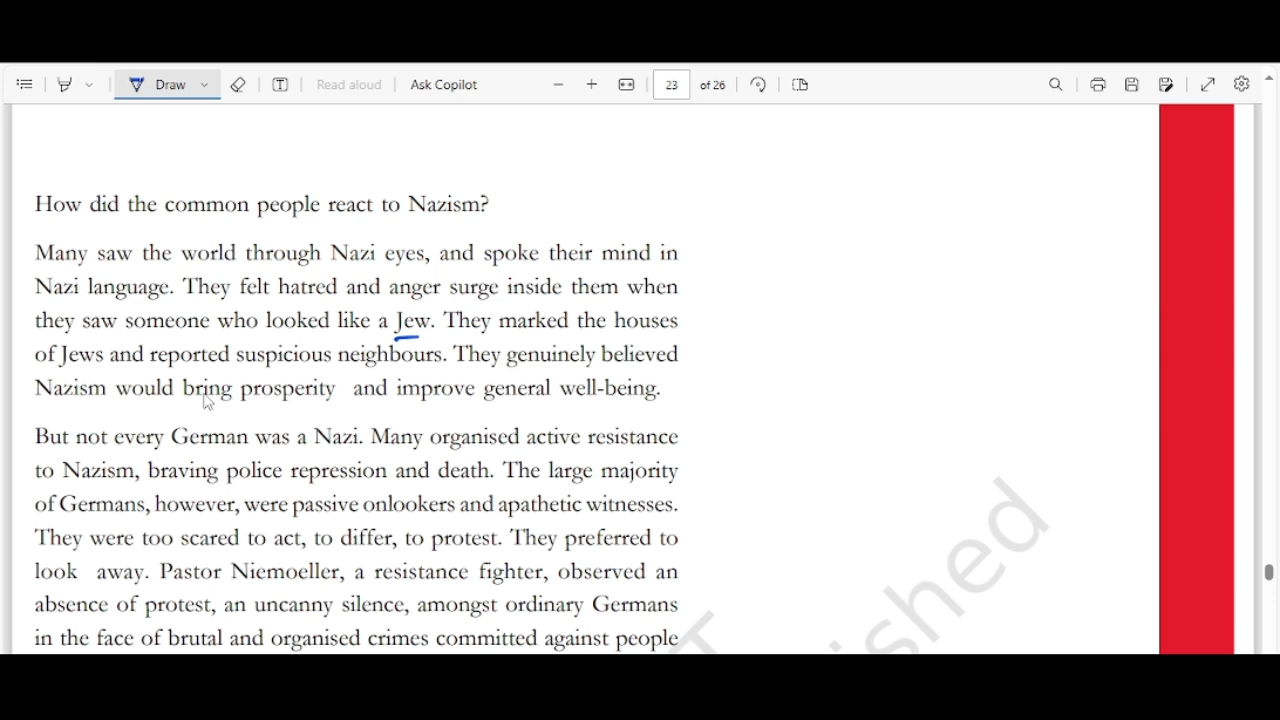 Draw
Read aloud
Ask Copilot
23
of 26
How did the common people react to Nazism?
Many saw the world through Nazi eyes, and spoke their mind in
Nazi language. They felt hatred and anger surge inside them when
they saw someone who looked like a Jew. They marked the houses
of Jews and reported suspicious neighbours. They genuinely believed
Nazism would bring prosperity and improve general well-being.
But not every German was a Nazi. Many organised active resistance
to Nazism, braving police repression and death. The large majority
of Germans, however, were passive onlookers and apathetic witnesses.
They were too scared to act, to differ, to protest. They preferred to
look away. Pastor Niemoeller, a resistance fighter, observed an
absence of protest, an uncanny silence, amongst ordinary Germans
in the face of brutal and organised crimes committed against people